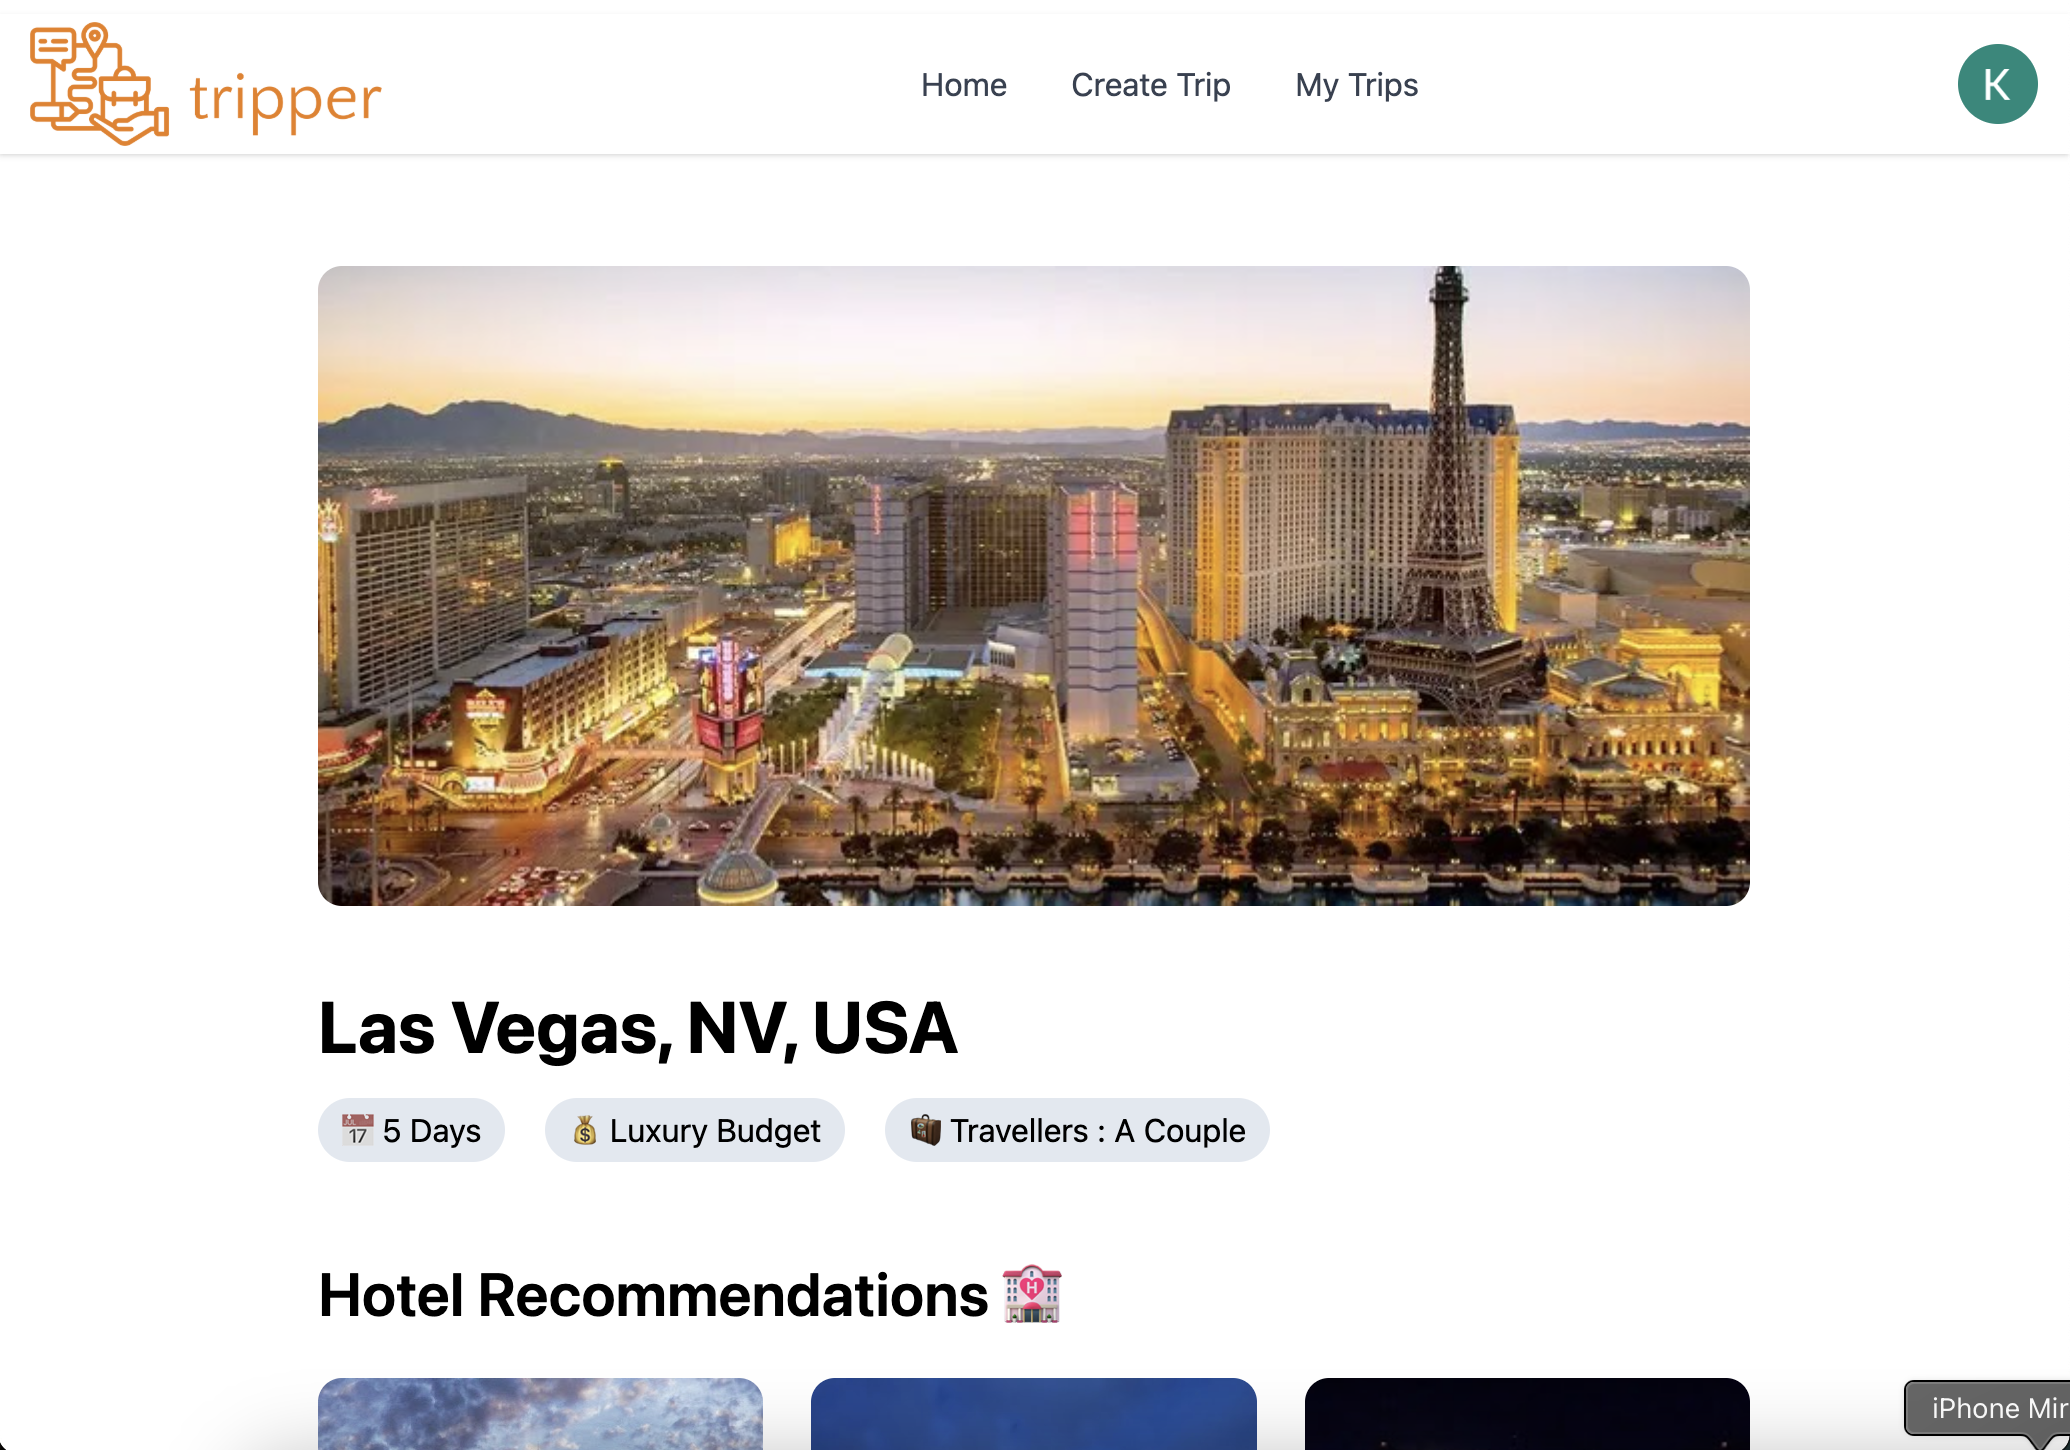 tripper
Home
Create Trip
My Trips
K
Las Vegas, NV, USA
17 5 Days
$ Luxury Budget
Travellers : A Couple
Hotel Recommendations
H
iPhone Mir